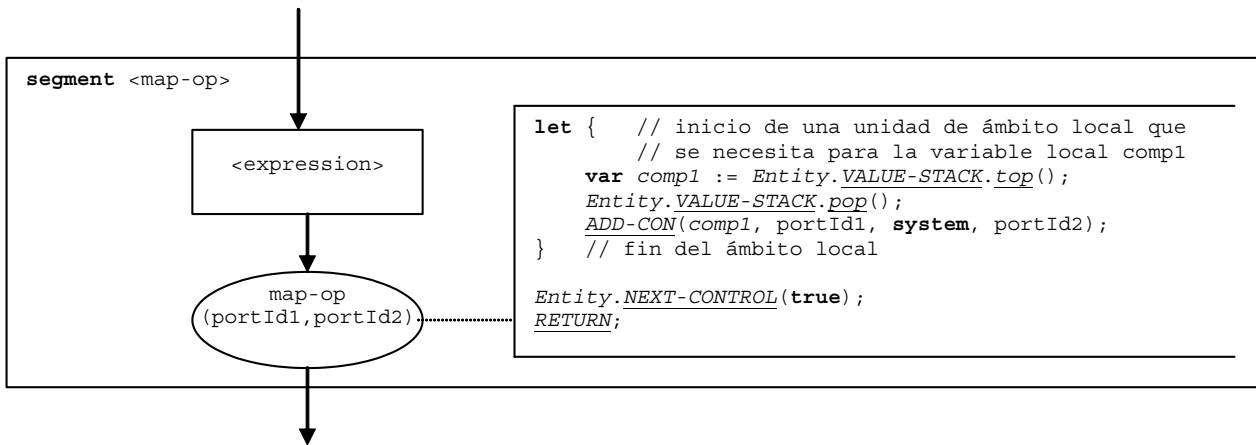 segment <map-op>
<expression>
map-op
(portId1,portId2)
let {   // inicio de una unidad de ámbito local que
        // se necesita para la variable local comp1
    var comp1 := Entity.VALUE-STACK.top();
    Entity.VALUE-STACK.pop();
    ADD-CON(comp1, portId1, system, portId2);
}   // fin del ámbito local
Entity.NEXT-CONTROL(true);
RETURN;